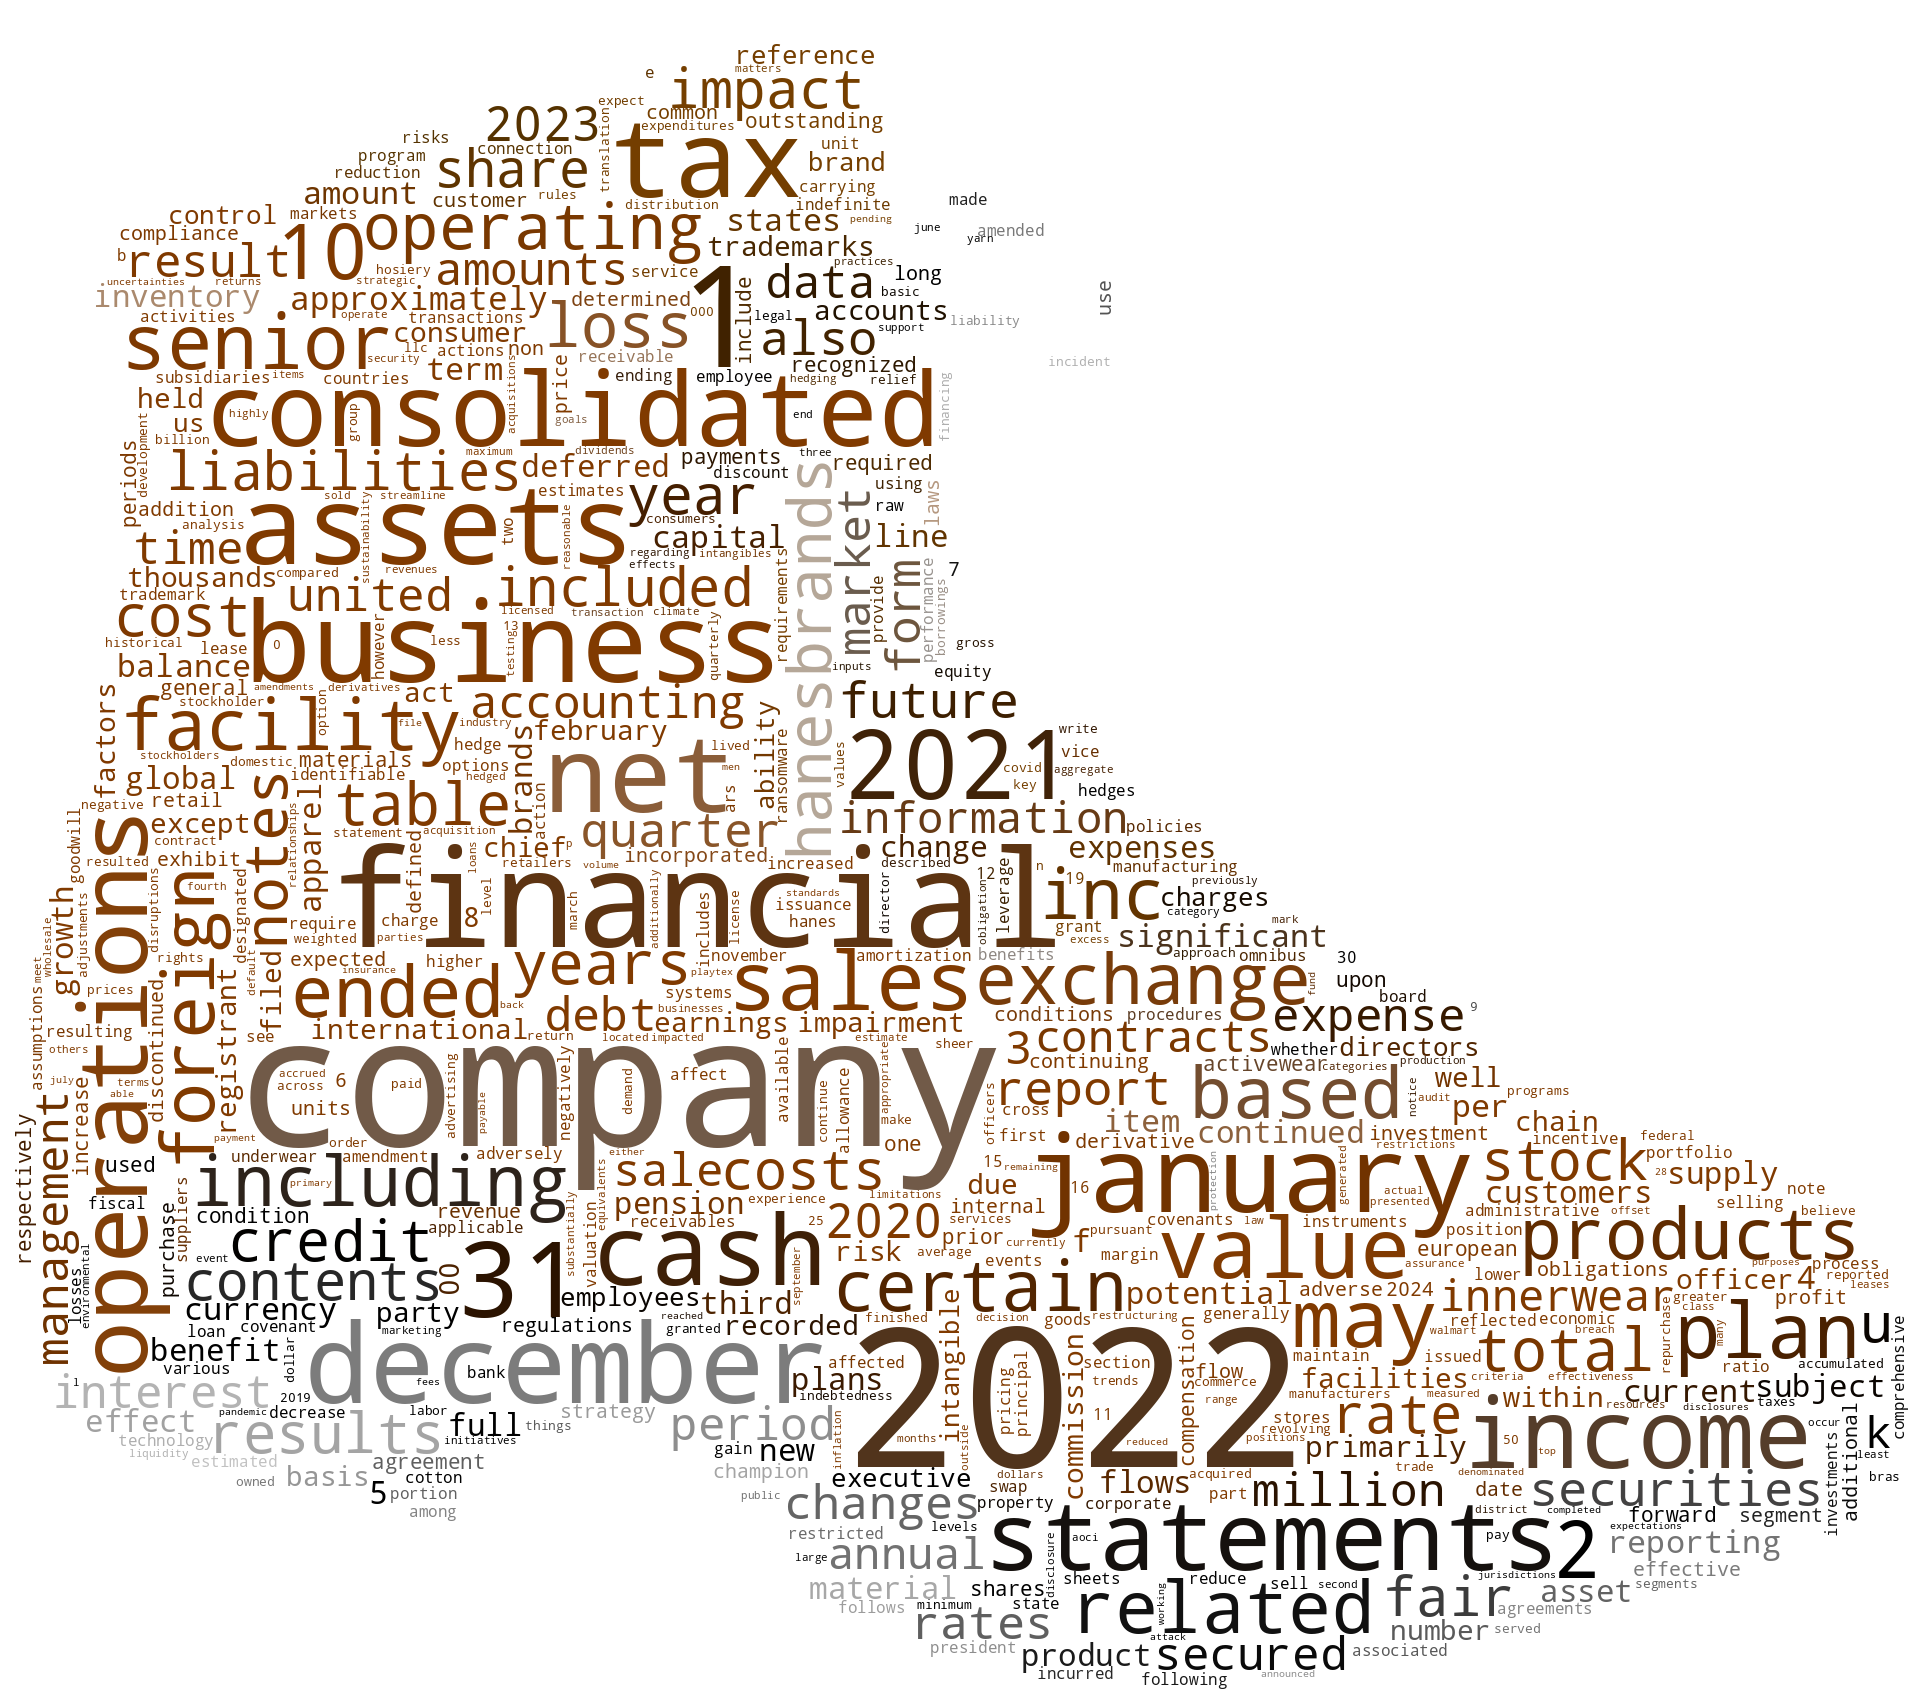 reference
e matters
impact
expect
2023 common
expenditures outstanding
risks translation tax unit
program connection brand
reduction share
amount customer rules carrying
control markets distribution indefinite made
compliance operating states pending june amended
b result 10 trademarks yarn
hosiery amounts service practices
uncertainties returns strategic 1 data long
inventory approximately determined include basic use
activities operate transactions loss 000 legal accounts
senior consumer also support liability
security llc actions non receivable recognized incident
subsidiaries items countries term price ending employee hedging relief
held acquisitions financing
us highly group consolidated goals end
billion
periods development maximum dividends payments three required
liabilities deferred discount
sold streamline estimates year using
addition sustainability two reasonable hanesbrands market raw laws
analysis assets consumers
time capital line
regarding intangibles
thousands compared revenues included effects requirements form performance 7
trademark united licensed transaction climate provide borrowings
cost business 13
historical lease 0 however less testing quarterly gross
balance inputs equity
general amendments derivatives act accounting
factors stockholder option future
facility file industry february ability write
stockholders domestic materials hedge brands lived values 2021 vice
global identifiable options net men covid aggregate
negative retail notes hedged ars ransomware key hedges
goodwill except relationships apparel table action
contract statement acquisition quarter information policies
resulted exhibit defined chief p incorporated change expenses
operations loans retailers volume increased described n manufacturing
fourth financial inc 12 leverage 19 previously
growth foreign level standards charges
disruptions designated filed require charge 8 march additionally includes license issuance director obligation grant category mark
adjustments weighted parties hanes excess significant
wholesale rights expected higher years november amortization benefits approach omnibus 30
meet default insurance playtex sales exchange upon
prices ended systems fund board
discontinued registrant back debt businesses conditions procedures expense 9
assumptions resulting see international return earnings impairment 3 contracts
others located impacted estimate sheer continuing whether directors
july terms accrued company affect available appropriate activewear categories production
able across 6 paid advertising negatively demand report based notice well
management increase units payable continue allowance make officers cross item audit per programs
payment order one first continued chain
respectively used underwear amendment adversely either derivative investment incentive federal
including sale costs 15 remaining january restrictions stock portfolio
fiscal primary equivalents pension experience limitations due 16 protection generated actual 28 supply
suppliers condition revenue internal presented customers selling note
purchase applicable substantially valuation receivables 25 2020 services covenants law instruments administrative offset believe
event credit prior f pursuant position products
environmental losses contents 00 31 cash risk average currently margin value european purposes process
september events assurance lower obligations reported
currency party employees third certain potential adverse 2024 innerwear officer 4 leases
loan covenant marketing regulations reached granted recorded finished intangible decision goods restructuring generally may greater profit
benefit dollar reflected economic class plan u
various december affected 2022 section maintain walmart issued total breach repurchase many ratio accumulated comprehensive
1 fees bank plans indebtedness pricing principal commission trends flow facilities criteria effectiveness
interest 2019 commerce measured current subject
effect pandemic decrease labor strategy compensation range manufacturers within resources disclosures taxes
results full things period inflation 11 stores rate income occur
technology initiatives months outside reduced revolving positions primarily 50 top additional k
liquidity estimated gain new least
owned basis agreement cotton champion executive flows acquired trade denominated investments bras
5 portion public dollars swap part million date securities
among changes property corporate district completed forward segment
restricted levels disclosure aoci statements pay 2 expectations reporting
large annual effective
material shares sheets reduce sell second jurisdictions asset segments
follows minimum state working related fair agreements
rates attack number served
president product secured associated
incurred following announced